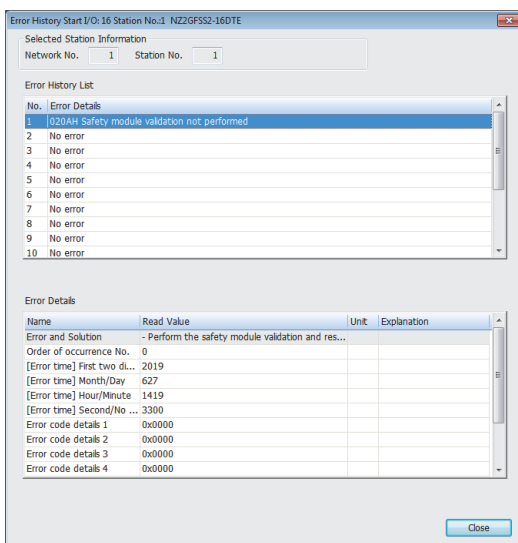 Error History Start I/O: 16 Station No.:1 NZ2GFSS2-16DTE
Selected Station Information
Network No. 1 Station No. 1
Error History List
No. Error Details
1 020AH Safety module validation not performed
2 No error
3 No error
4 No error
5 No error
6 No error
7 No error
8 No error
9 No error
10 No error
Error Details
Name Read Value Unit Explanation
Error and Solution - Perform the safety module validation and res...
Order of occurrence No. 0
[Error time] First two di... 2019
[Error time] Month/Day 627
[Error time] Hour/Minute 1419
[Error time] Second/No ... 3300
Error code details 1 0x0000
Error code details 2 0x0000
Error code details 3 0x0000
Error code details 4 0x0000
Close